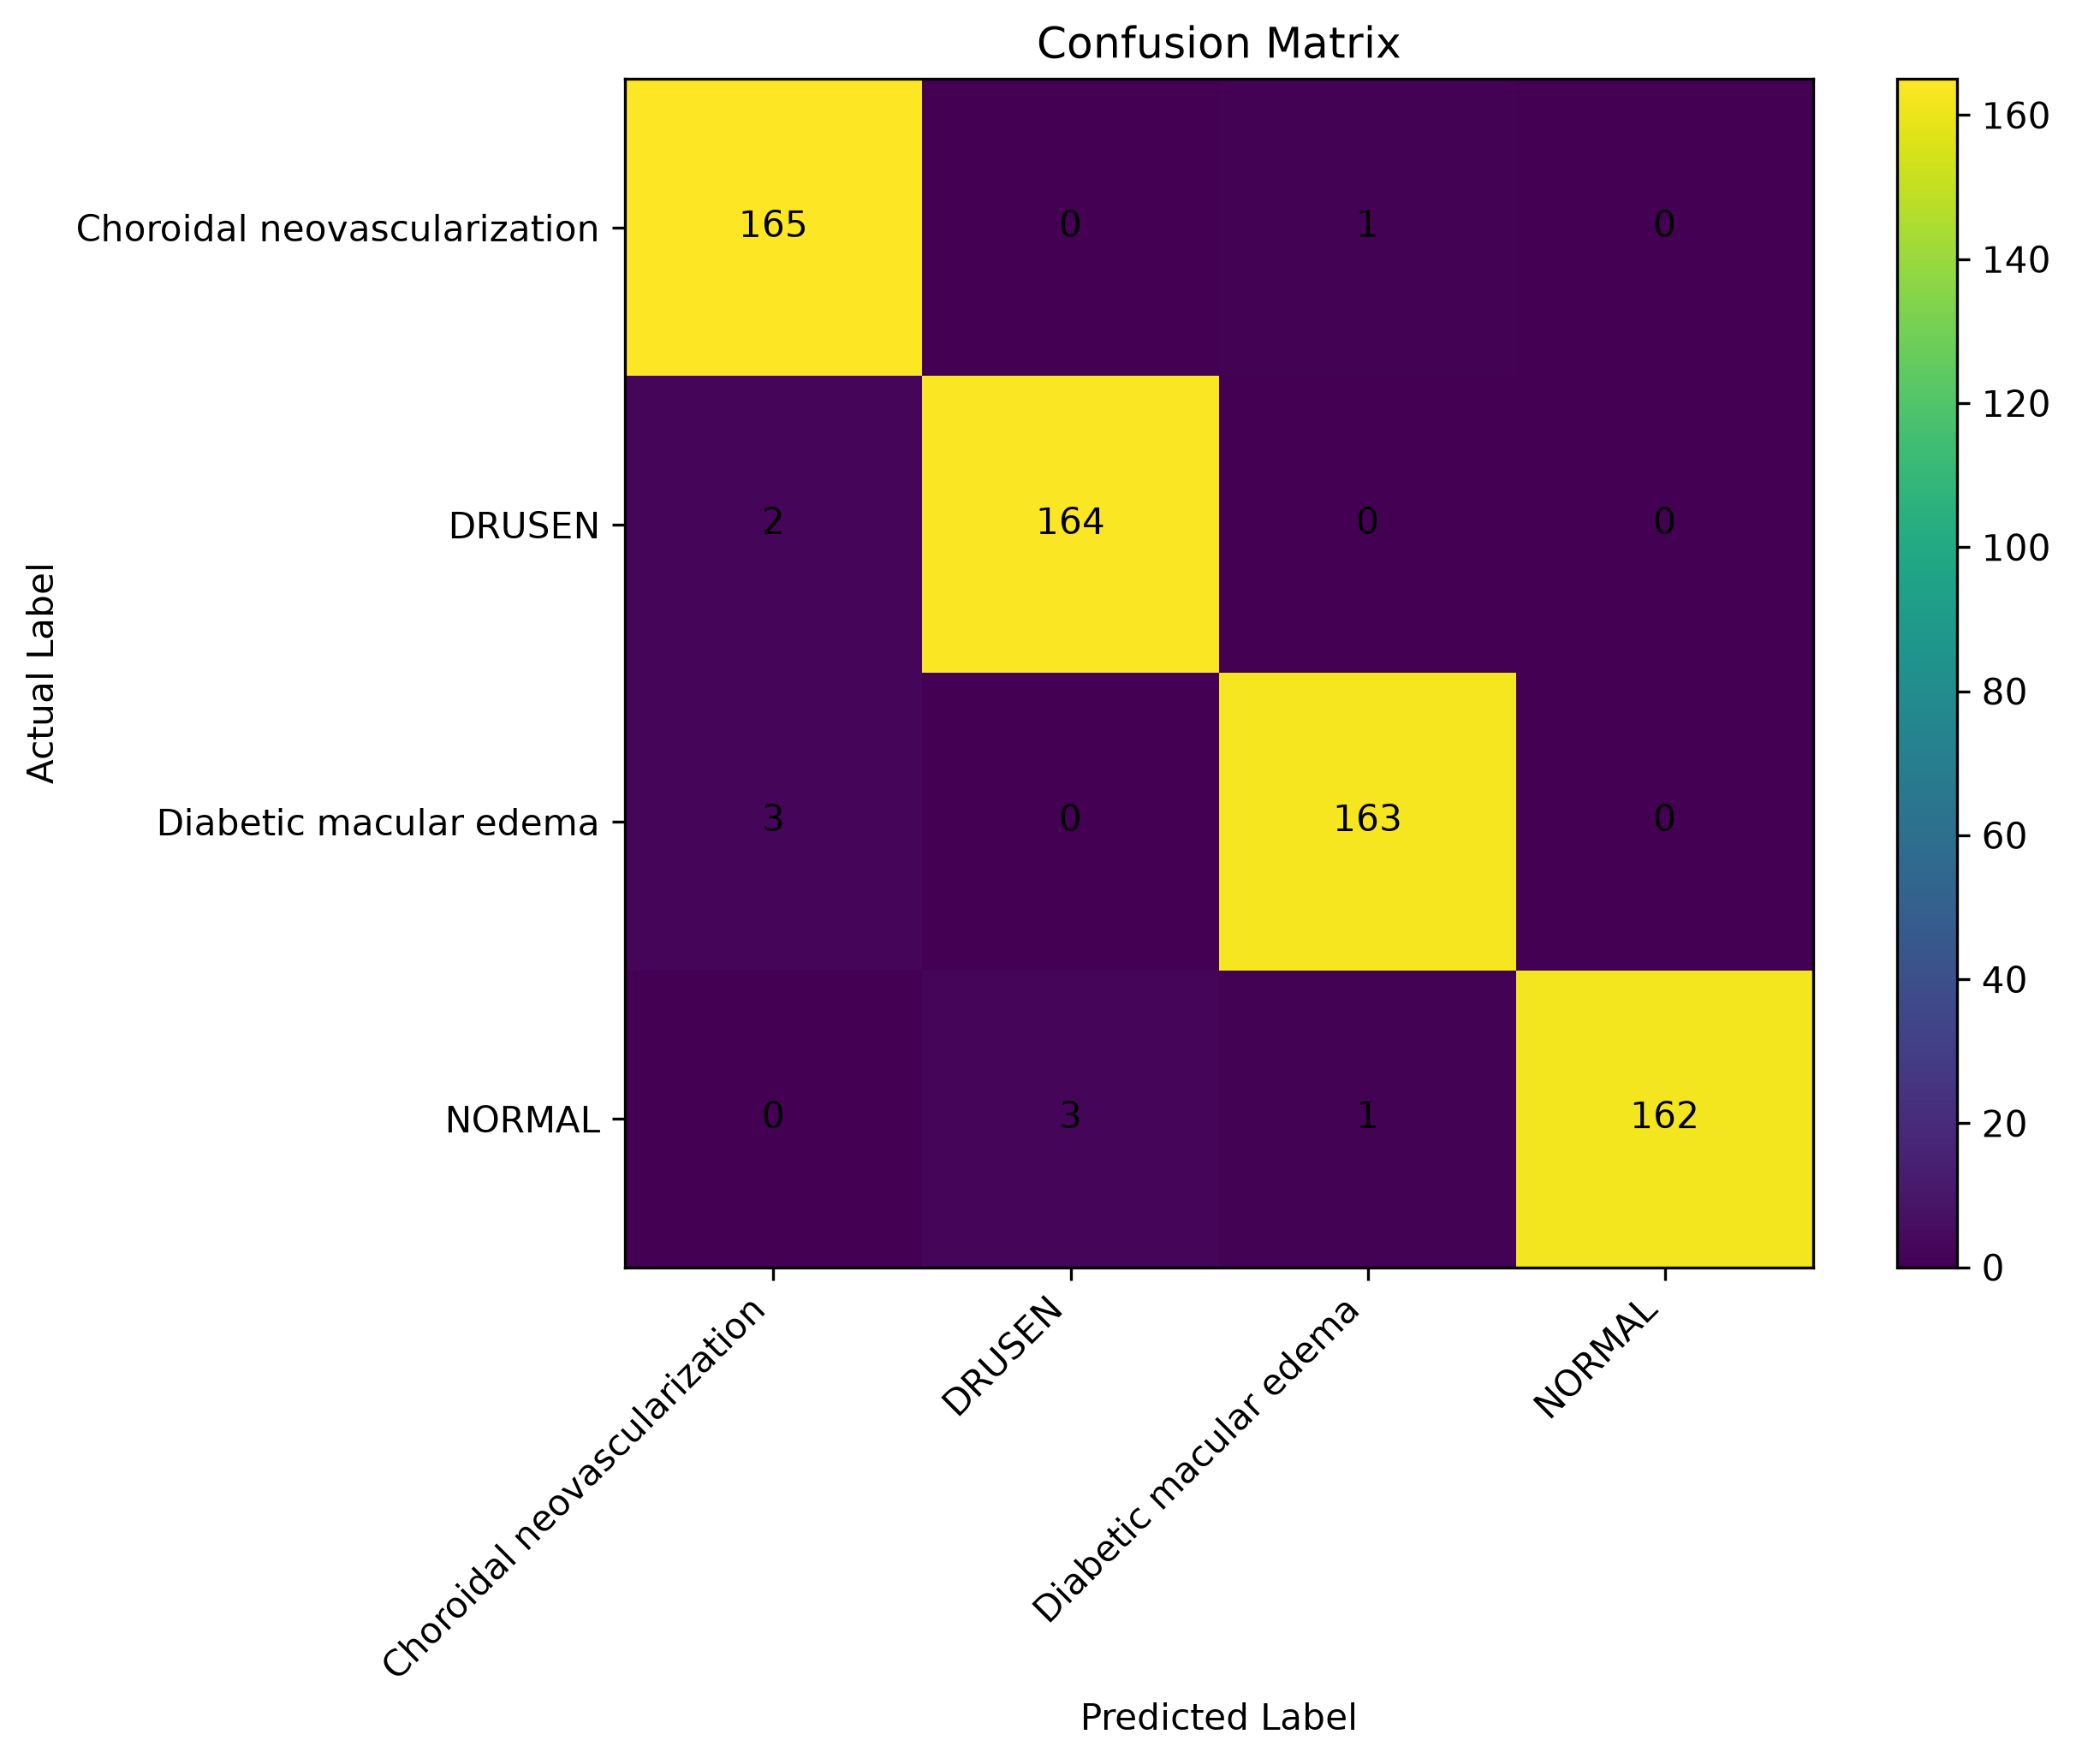 Confusion Matrix
Actual Label
Choroidal neovascularization
165 0 1 0
DRUSEN
2 164 0 0
Diabetic macular edema
3 0 163 0
NORMAL
0 3 1 162
Choroidal neovascularization
DRUSEN
Diabetic macular edema
NORMAL
Predicted Label
160
140
120
100
80
60
40
20
0